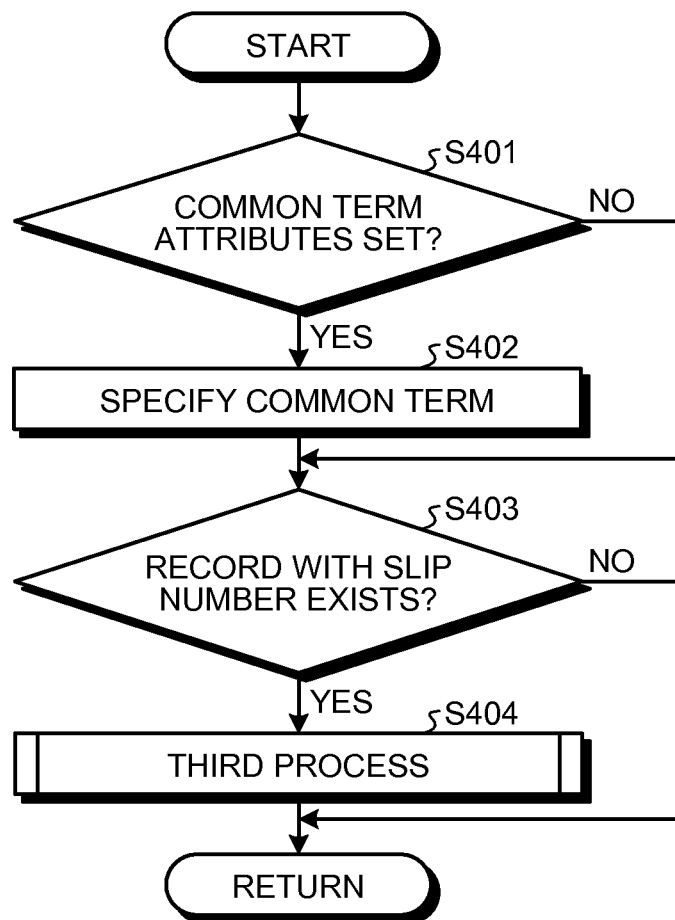 START
S401
COMMON TERM
ATTRIBUTES SET?
NO
YES
S402
SPECIFY COMMON TERM
S403
RECORD WITH SLIP
NUMBER EXISTS?
NO
YES
S404
THIRD PROCESS
RETURN